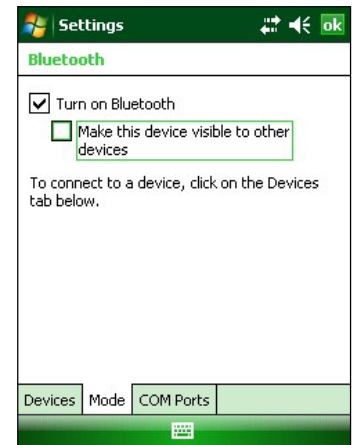 Settings ok
Bluetooth
Turn on Bluetooth
Make this device visible to other
devices
To connect to a device, click on the Devices
tab below.
Devices Mode COM Ports